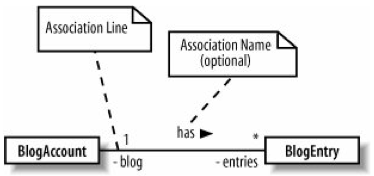 Association Line
Association Name
(optional)
has ►
1
*
BlogAccount
- blog
- entries
BlogEntry